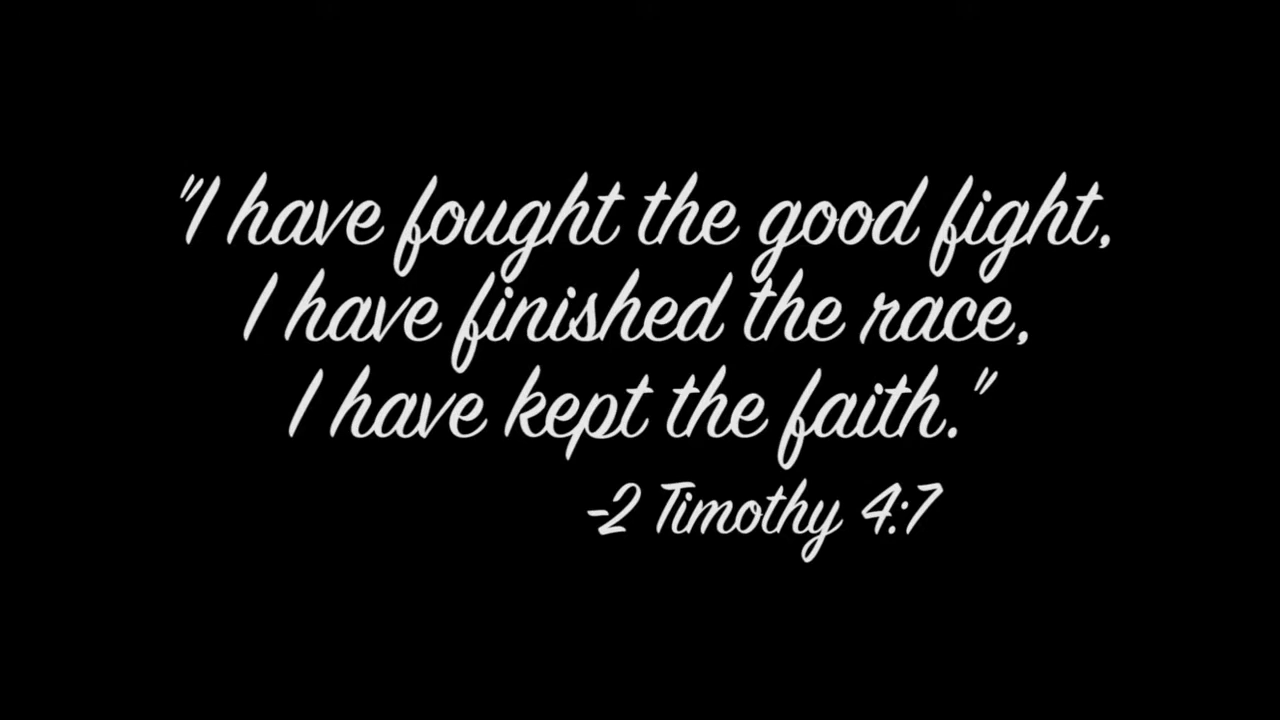 "I have fought the good fight,
I have finished the race,
I have kept the faith."
-2 Timothy 4:7